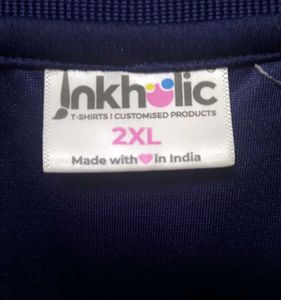 Inkholic
T-SHIRTS | CUSTOMISED PRODUCTS
2XL
Made with in India